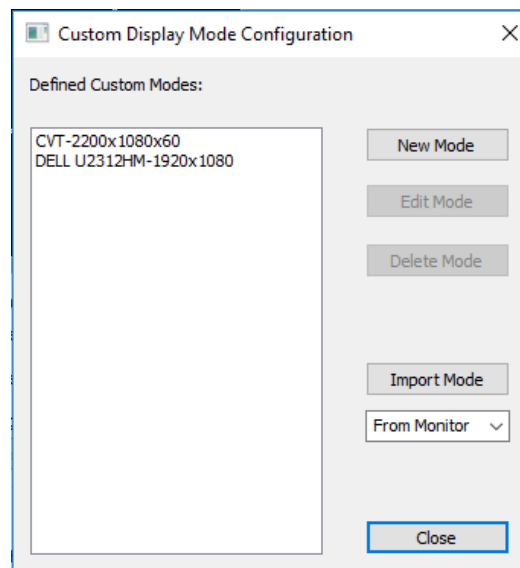 Custom Display Mode Configuration
Defined Custom Modes:
CVT-2200x1080x60
DELL U2312HM-1920x1080
New Mode
Edit Mode
Delete Mode
Import Mode
From Monitor
Close